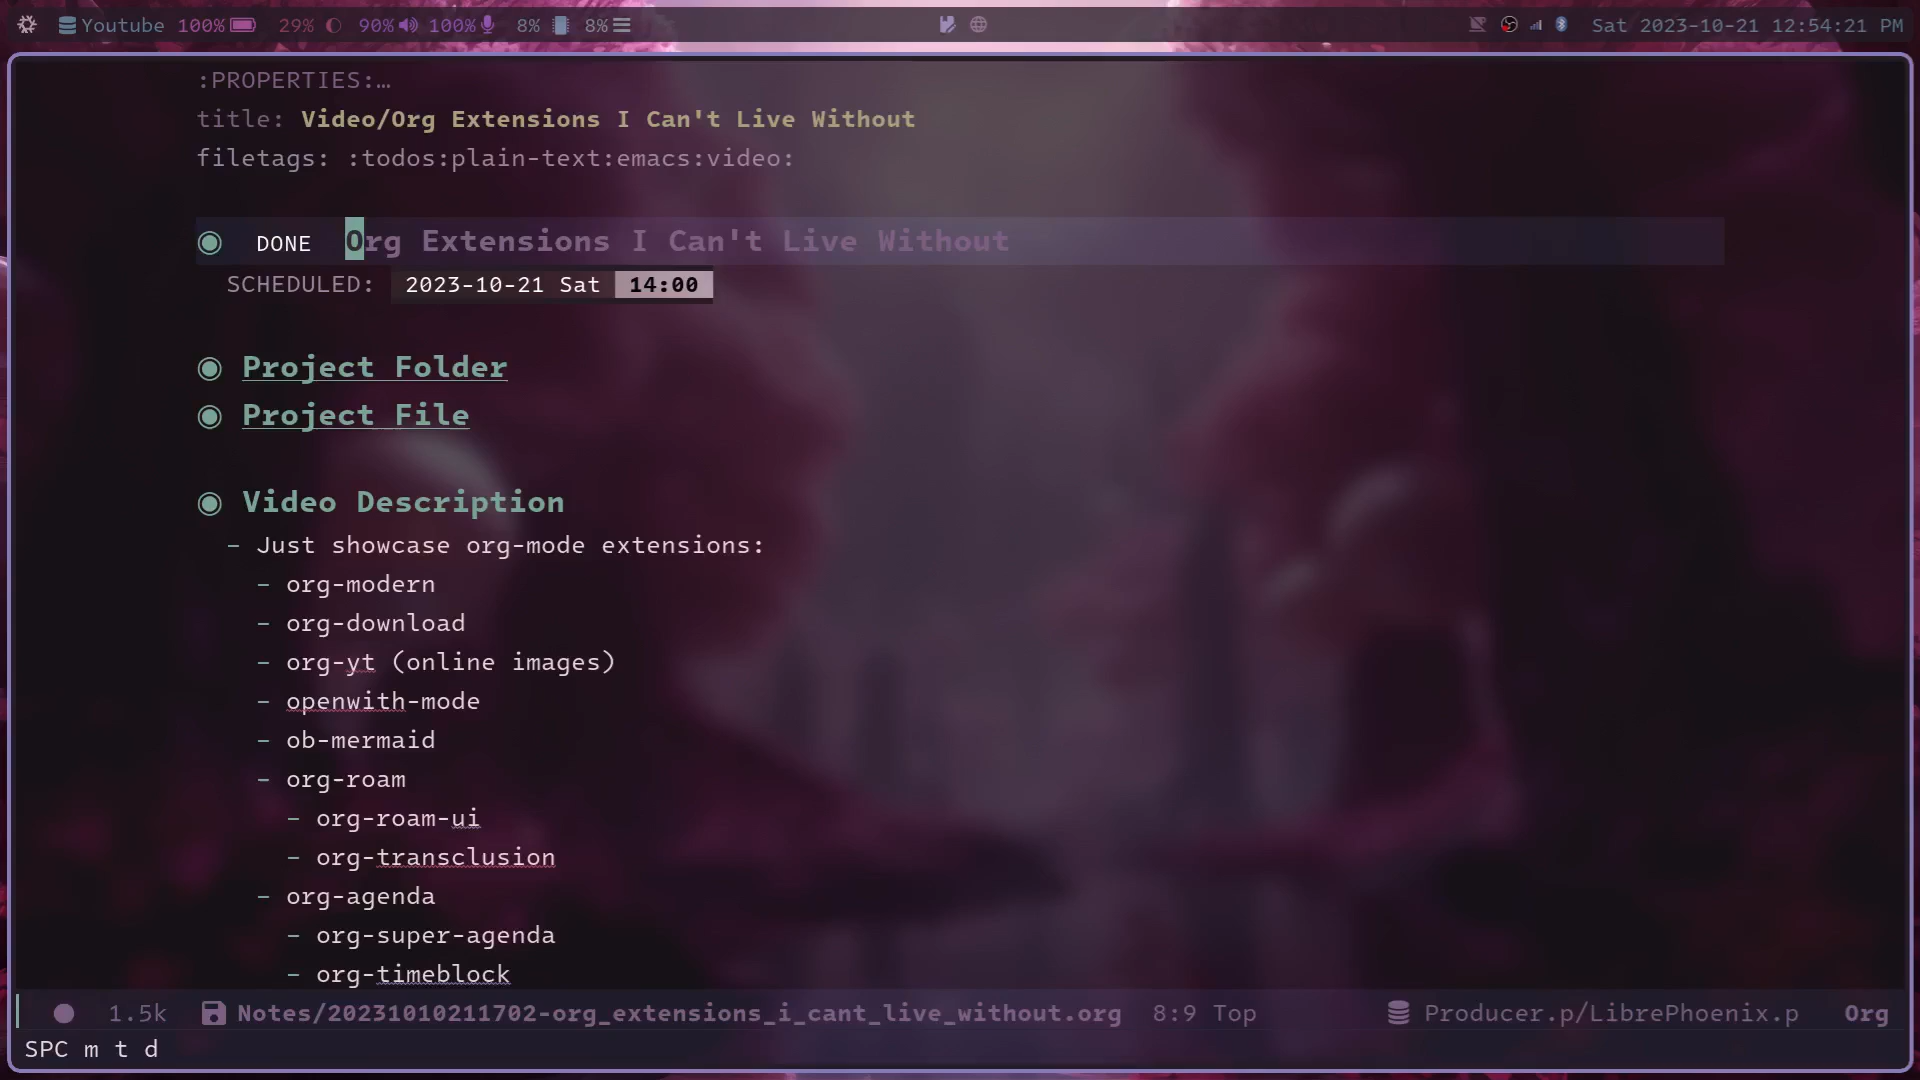 Youtube 100% 29% 90% 100% 8% 8% Sat 2023-10-21 12:54:21 PM
:PROPERTIES:…
title: Video/Org Extensions I Can't Live Without
filetags: :todos:plain-text:emacs:video:
DONE Org Extensions I Can't Live Without
SCHEDULED: 2023-10-21 Sat 14:00
Project Folder
Project File
Video Description
- Just showcase org-mode extensions:
- org-modern
- org-download
- org-yt (online images)
- openwith-mode
- ob-mermaid
- org-roam
- org-roam-ui
- org-transclusion
- org-agenda
- org-super-agenda
- org-timeblock
1.5k Notes/20231010211702-org_extensions_i_cant_live_without.org 8:9 Top Producer.p/LibrePhoenix.p Org
SPC m t d